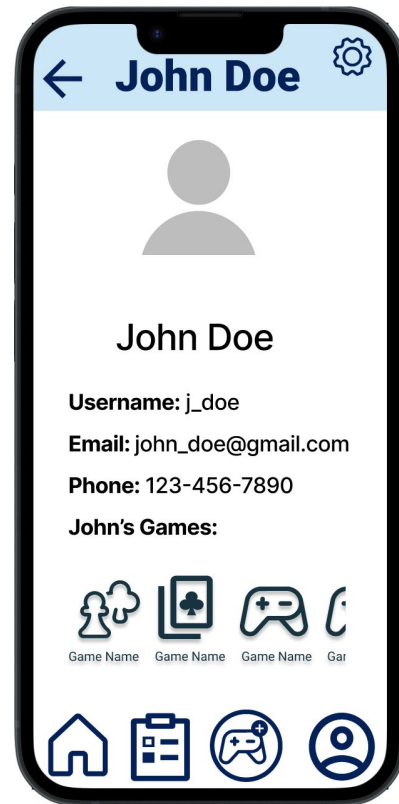 John Doe
John Doe
Username: j_doe
Email: john_doe@gmail.com
Phone: 123-456-7890
John's Games:
Game Name Game Name Game Name Gar